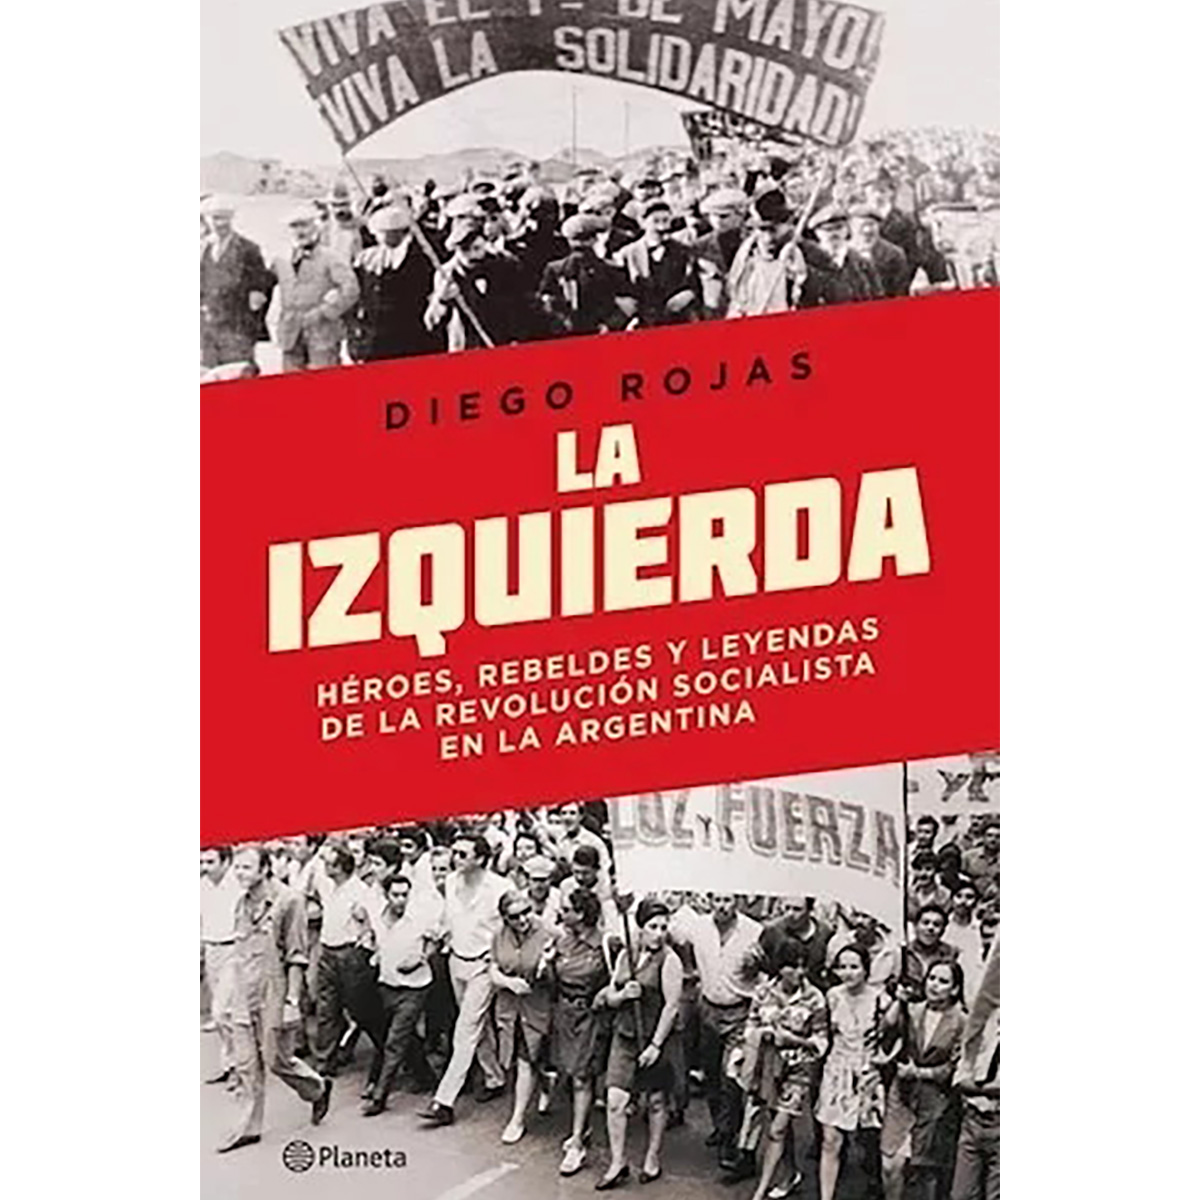 VIVA EL 1º DE MAYO!
¡VIVA LA SOLIDARIDAD!
DIEGO ROJAS
LA
IZQUIERDA
HÉROES, REBELDES Y LEYENDAS
DE LA REVOLUCIÓN SOCIALISTA
EN LA ARGENTINA
LUZ y FUERZA
Planeta